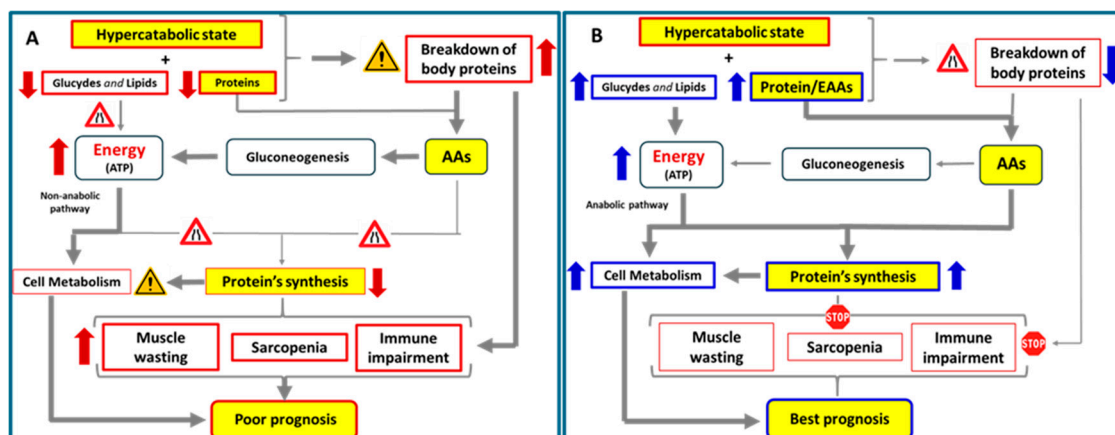 A
Hypercatabolic state
+
Glucydes and Lipids
Proteins
Breakdown of
body proteins
Energy
(ATP)
Gluconeogenesis
AAs
Non-anabolic
pathway
Cell Metabolism
Protein's synthesis
Muscle
wasting
Sarcopenia
Immune
impairment
Poor prognosis
B
Hypercatabolic state
+
Glucydes and Lipids
Protein/EAAs
Breakdown of
body proteins
Energy
(ATP)
Gluconeogenesis
AAs
Anabolic pathway
Cell Metabolism
Protein's synthesis
STOP
Muscle
wasting
Sarcopenia
Immune
impairment
STOP
Best prognosis